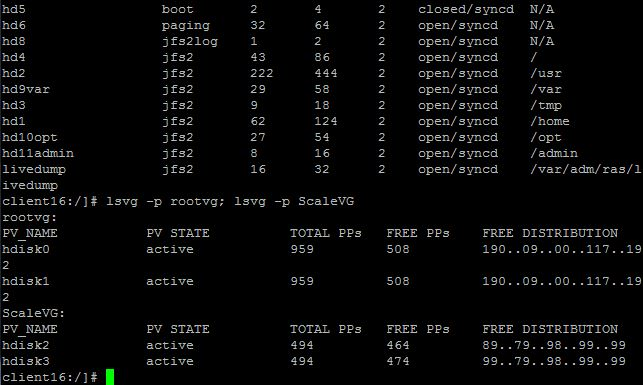 hd5 boot 2 4 2 closed/syncd N/A
hd6 paging 32 64 2 open/syncd N/A
hd8 jfs2log 1 2 2 open/syncd N/A
hd4 jfs2 43 86 2 open/syncd /
hd2 jfs2 222 444 2 open/syncd /usr
hd9var jfs2 29 58 2 open/syncd /var
hd3 jfs2 9 18 2 open/syncd /tmp
hd1 jfs2 62 124 2 open/syncd /home
hd10opt jfs2 27 54 2 open/syncd /opt
hd11admin jfs2 8 16 2 open/syncd /admin
livedump jfs2 16 32 2 open/syncd /var/adm/ras/l
ivedump
client16:/]# lsvg -p rootvg; lsvg -p ScaleVG
rootvg:
PV_NAME PV STATE TOTAL PPs FREE PPs FREE DISTRIBUTION
hdisk0 active 959 508 190..09..00..117..19
2
hdisk1 active 959 508 190..09..00..117..19
2
ScaleVG:
PV_NAME PV STATE TOTAL PPs FREE PPs FREE DISTRIBUTION
hdisk2 active 494 464 89..79..98..99..99
hdisk3 active 494 474 99..79..98..99..99
client16:/]#